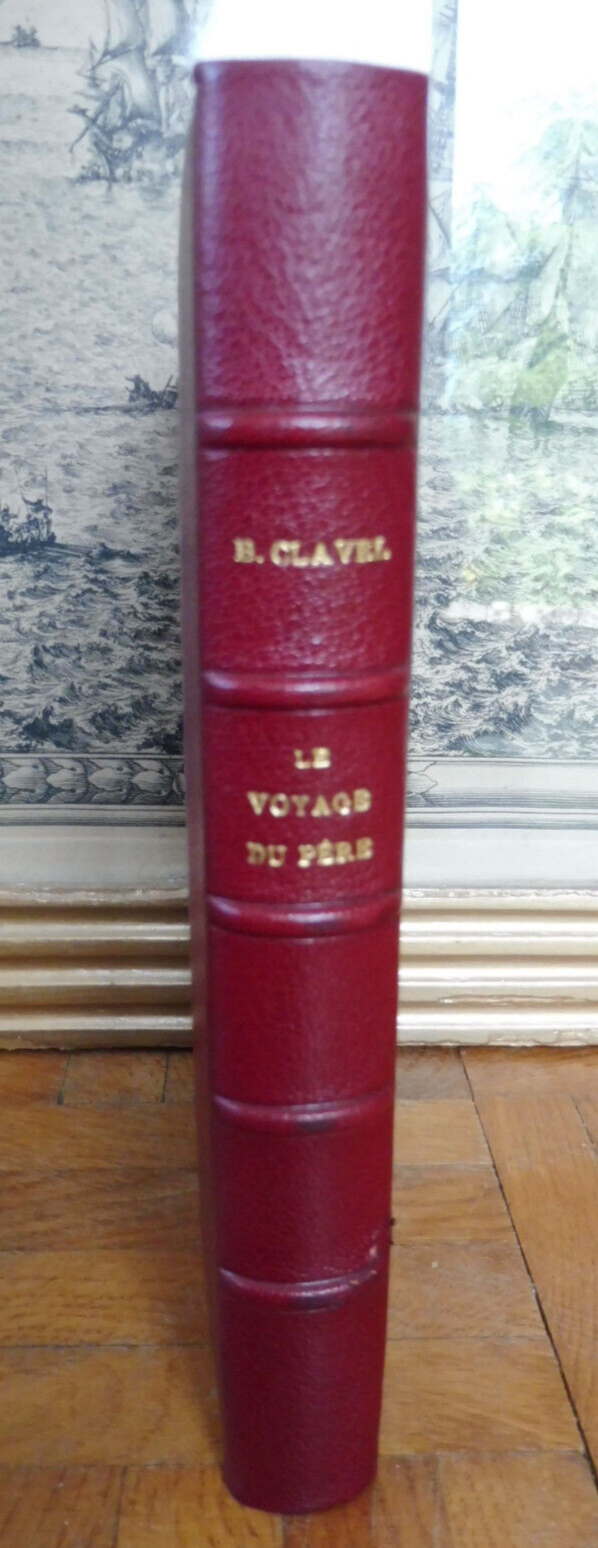 B. CLAVEL
LE
VOYAGE
DU PÈRE